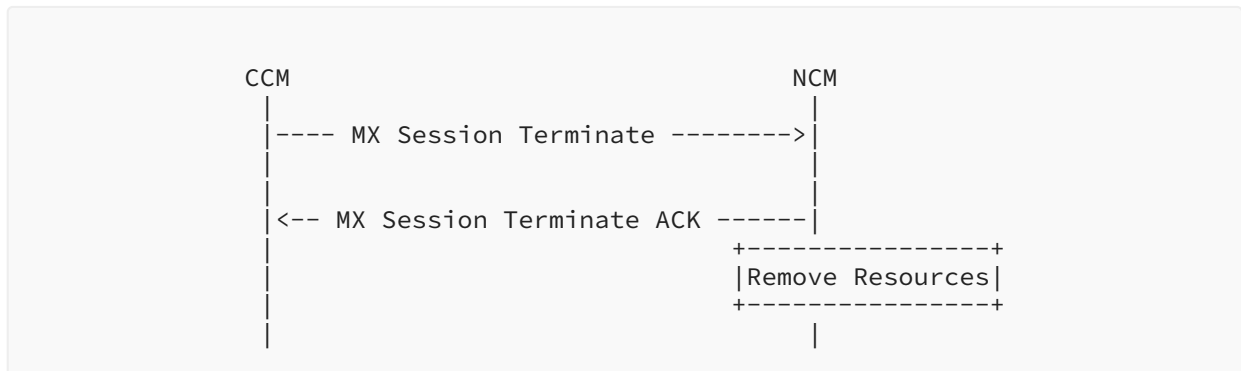 CCM NCM
| |
|---- MX Session Terminate -------->|
| |
| |
|<-- MX Session Terminate ACK ------|
| +----------------+
| |Remove Resources|
| +----------------+
| |